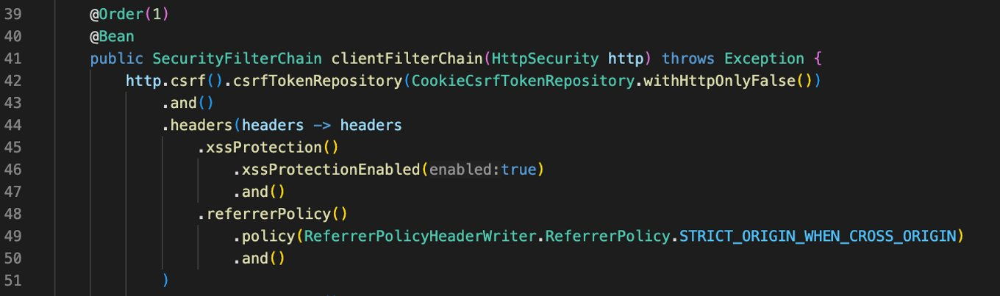 39 @Order(1)
40 @Bean
41 public SecurityFilterChain clientFilterChain(HttpSecurity http) throws Exception {
42 http.csrf().csrfTokenRepository(CookieCsrfTokenRepository.withHttpOnlyFalse())
43 .and()
44 .headers(headers -> headers
45 .xssProtection()
46 .xssProtectionEnabled(enabled:true)
47 .and()
48 .referrerPolicy()
49 .policy(ReferrerPolicyHeaderWriter.ReferrerPolicy.STRICT_ORIGIN_WHEN_CROSS_ORIGIN)
50 .and()
51 )